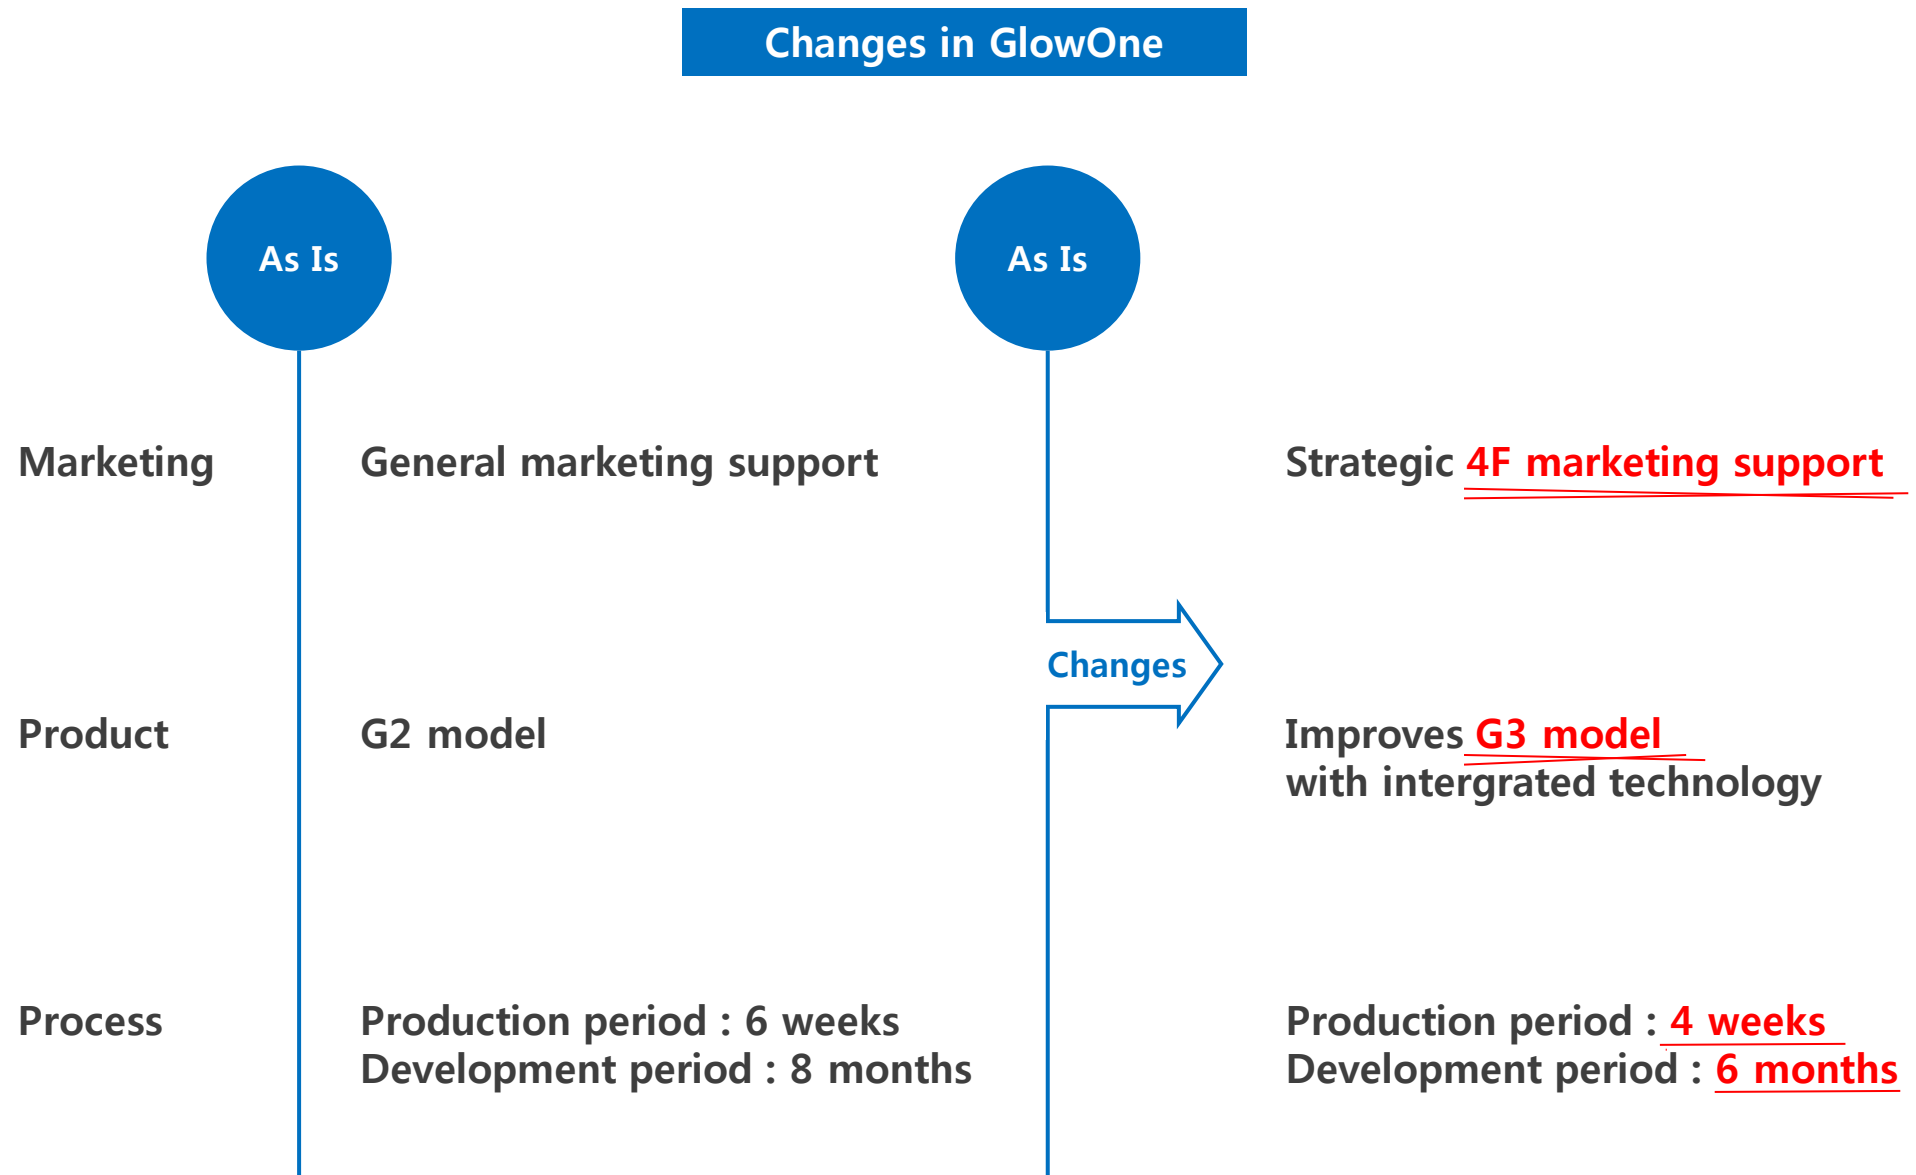 Changes in GlowOne
As Is
As Is
Marketing
General marketing support
Strategic 4F marketing support
Changes
Product
G2 model
Improves G3 model
with intergrated technology
Process
Production period : 6 weeks
Development period : 8 months
Production period : 4 weeks
Development period : 6 months